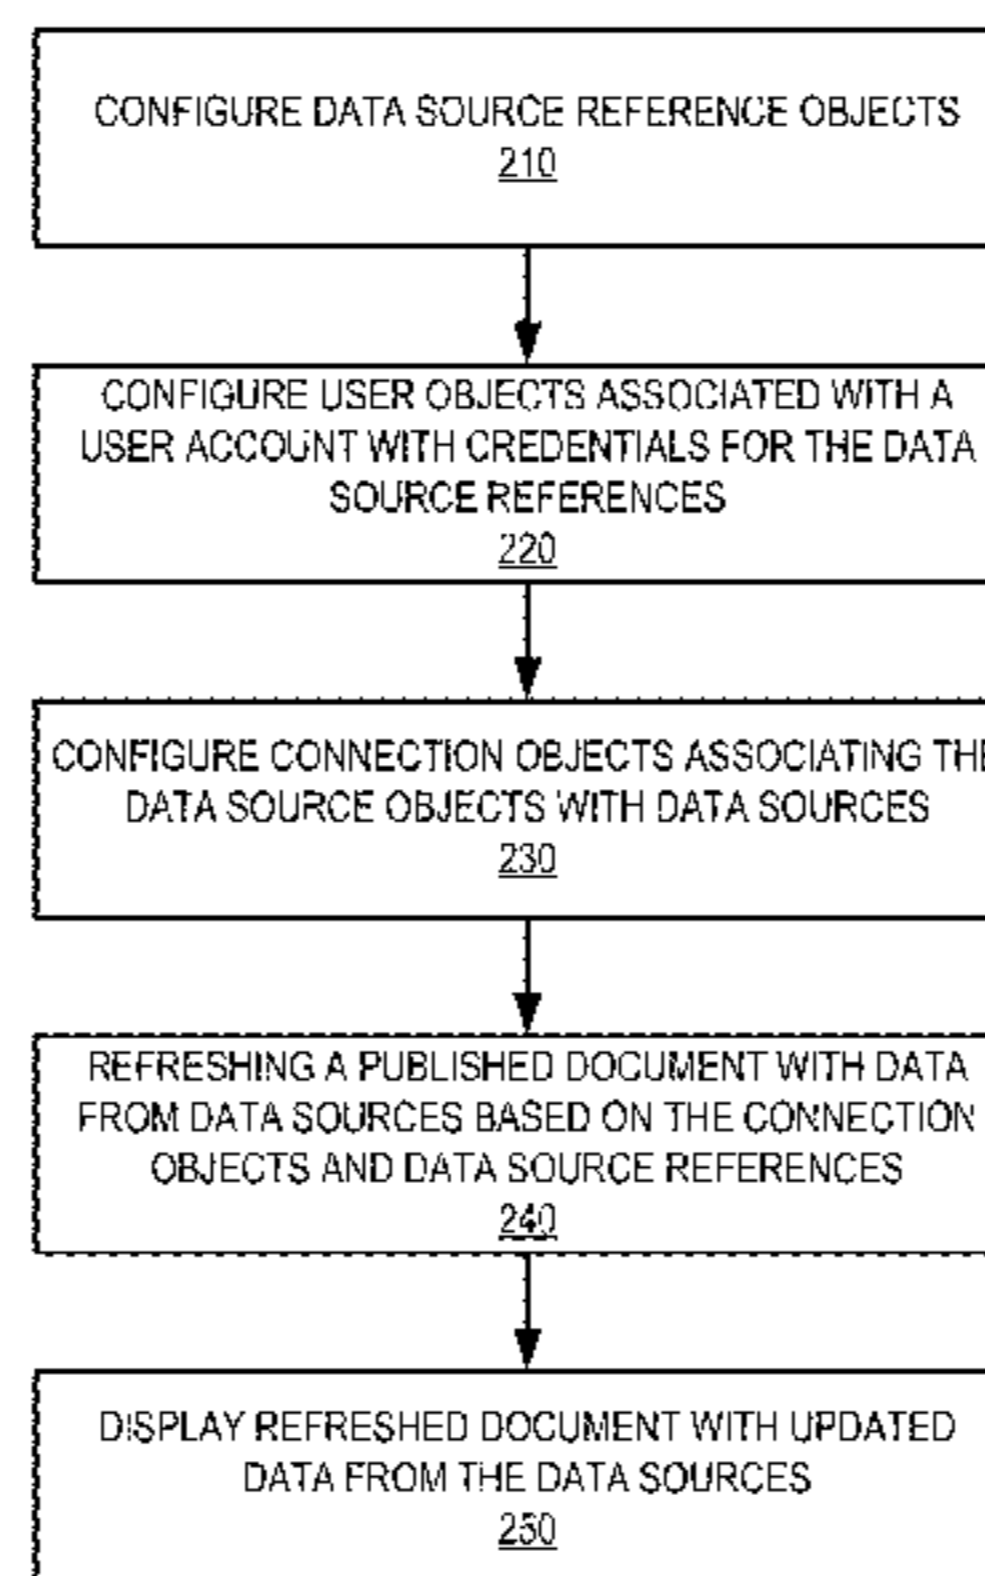 CONFIGURE DATA SOURCE REFERENCE OBJECTS
210
CONFIGURE USER OBJECTS ASSOCIATED WITH A
USER ACCOUNT WITH CREDENTIALS FOR THE DATA
SOURCE REFERENCES
220
CONFIGURE CONNECTION OBJECTS ASSOCIATING THE
DATA SOURCE OBJECTS WITH DATA SOURCES
230
REFRESHING A PUBLISHED DOCUMENT WITH DATA
FROM DATA SOURCES BASED ON THE CONNECTION
OBJECTS AND DATA SOURCE REFERENCES
240
DISPLAY REFRESHED DOCUMENT WITH UPDATED
DATA FROM THE DATA SOURCES
250